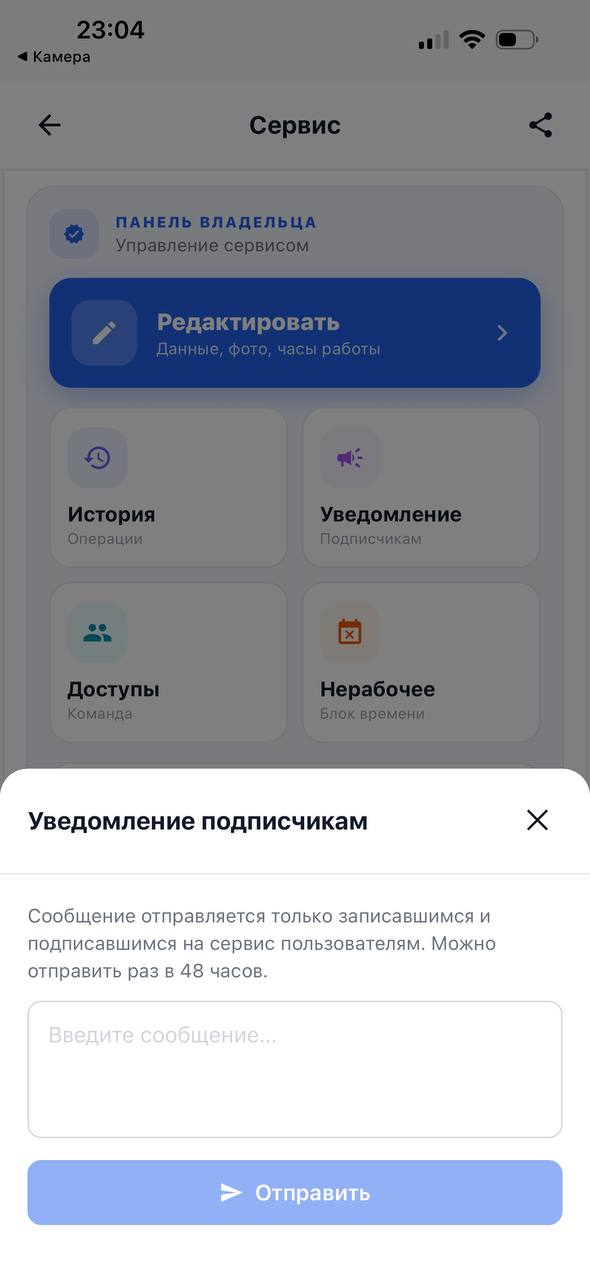 23:04
◀ Камера
Сервис
ПАНЕЛЬ ВЛАДЕЛЬЦА
Управление сервисом
Редактировать
Данные, фото, часы работы
История
Операции
Уведомление
Подписчикам
Доступы
Команда
Нерабочее
Блок времени
Уведомление подписчикам
Сообщение отправляется только записавшимся и
подписавшимся на сервис пользователям. Можно
отправить раз в 48 часов.
Введите сообщение...
Отправить